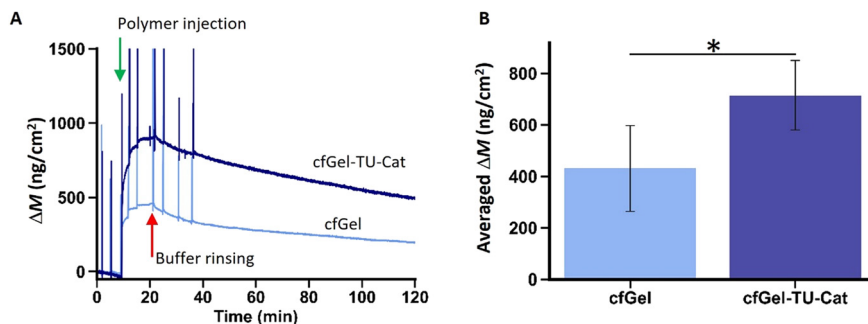 A
Polymer injection
1500
1000
500
0
ΔM (ng/cm²)
cfGel-TU-Cat
cfGel
Buffer rinsing
0 20 40 60 80 100 120
Time (min)
B
*
800
600
400
200
0
Averaged ΔM (ng/cm²)
cfGel cfGel-TU-Cat